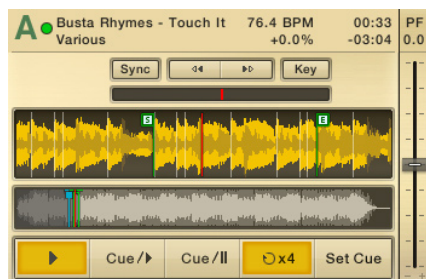 A Busta Rhymes - Touch It 76.4 BPM 00:33 PF
Various +0.0% -03:04 0.0
Sync Key
S E
Cue/ Cue/ x4 Set Cue